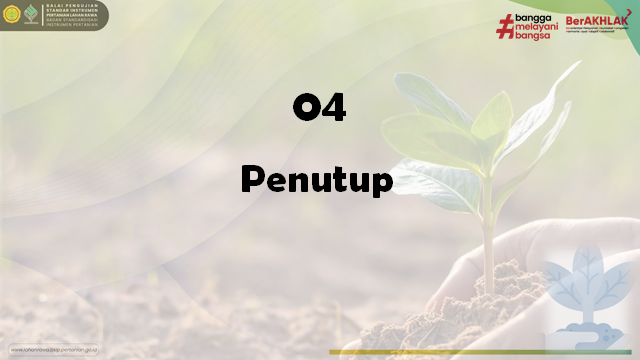 BALAI PENGUJIAN
STANDAR INSTRUMEN
PERTANIAN LAHAN RAWA
BADAN STANDARDISASI
INSTRUMEN PERTANIAN
#bangga
melayani
bangsa
BerAKHLAK
04
Penutup